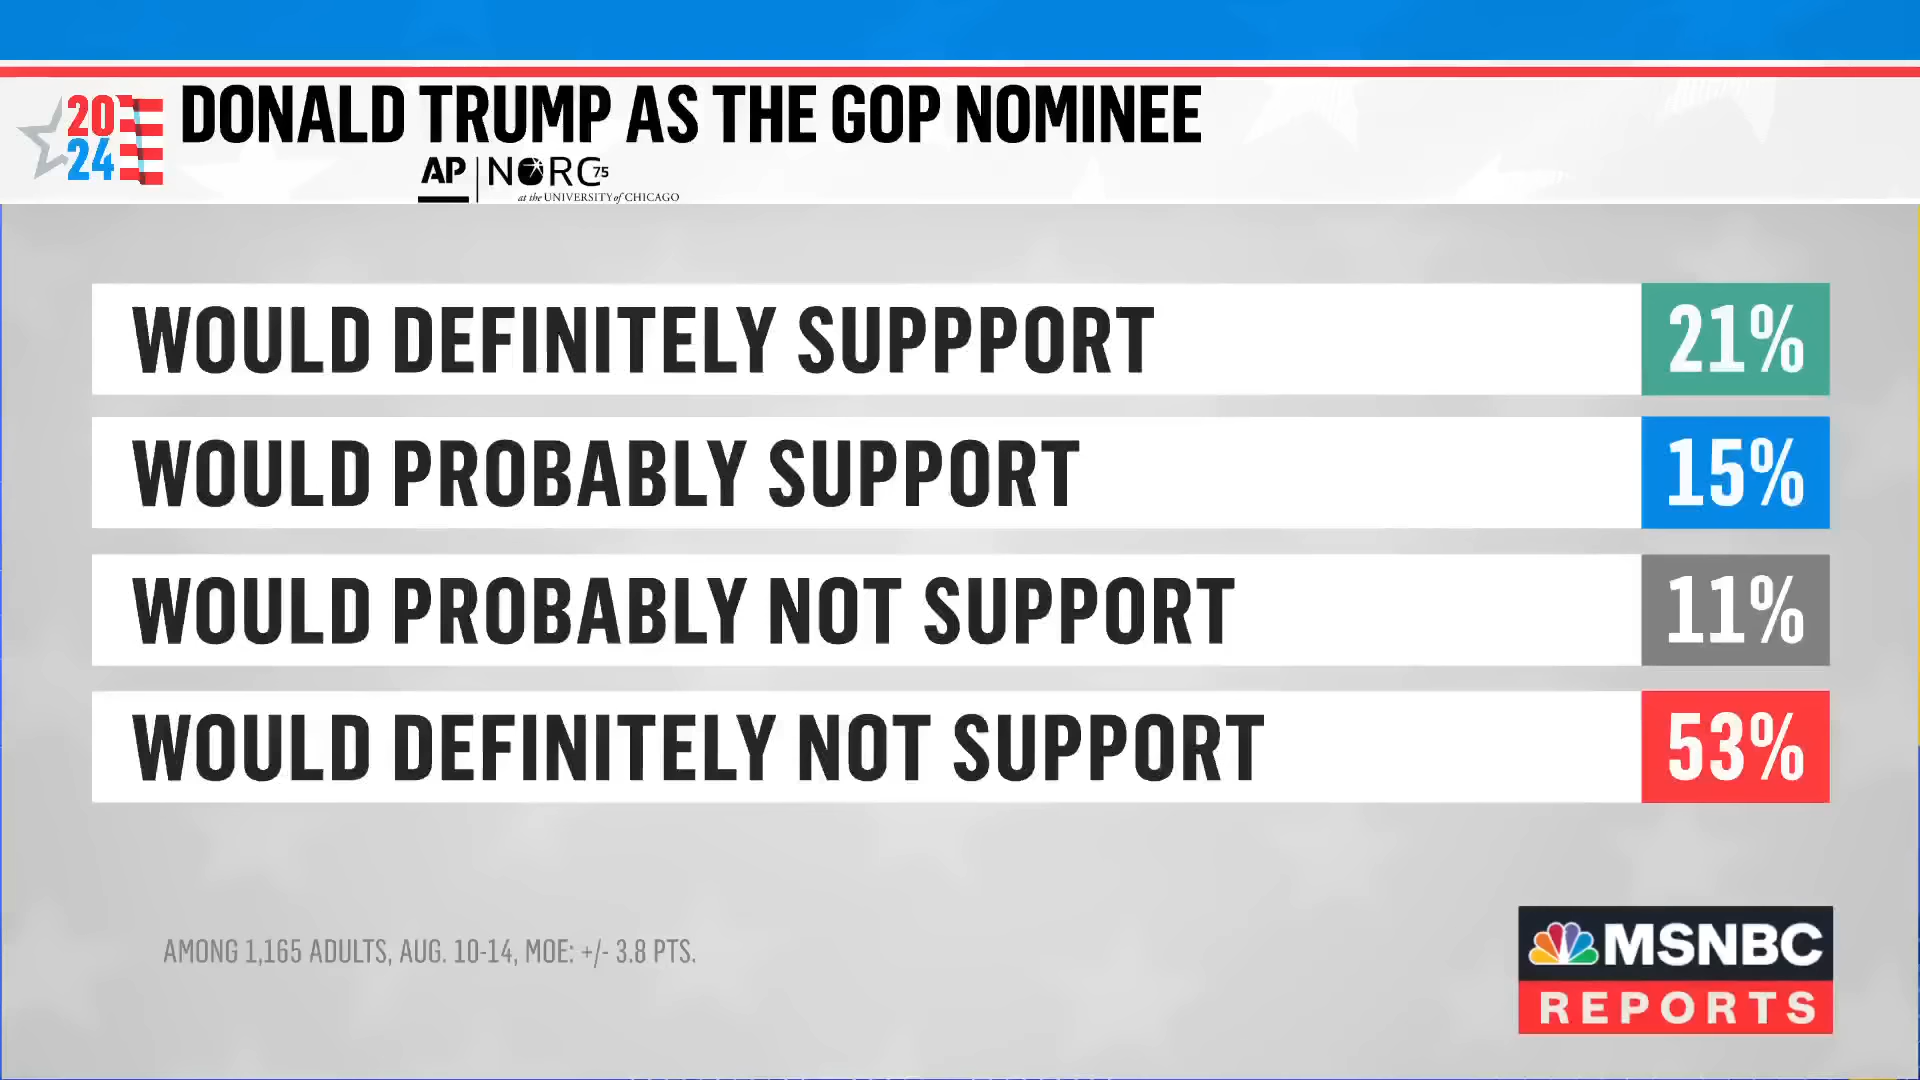 2024
DONALD TRUMP AS THE GOP NOMINEE
AP | NORC 75
at the UNIVERSITY of CHICAGO
WOULD DEFINITELY SUPPPORT 21%
WOULD PROBABLY SUPPORT 15%
WOULD PROBABLY NOT SUPPORT 11%
WOULD DEFINITELY NOT SUPPORT 53%
AMONG 1,165 ADULTS, AUG. 10-14, MOE: +/- 3.8 PTS.
MSNBC
REPORTS